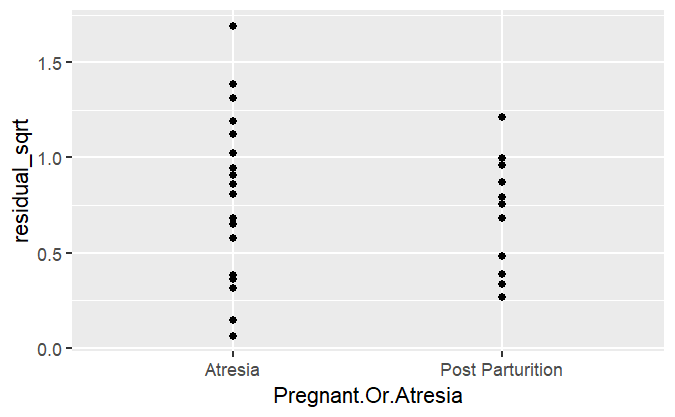 residual_sqrt
1.5
1.0
0.5
0.0
Atresia
Post Parturition
Pregnant.Or.Atresia